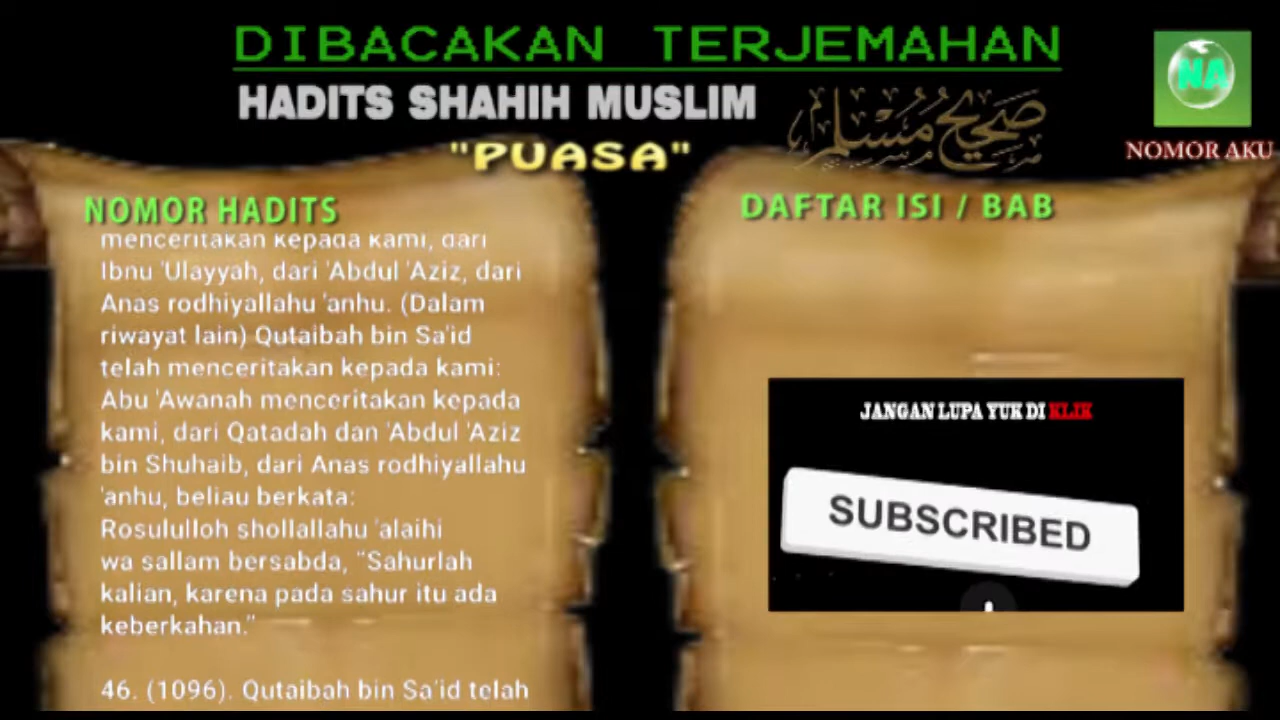 DIBACAKAN TERJEMAHAN
HADITS SHAHIH MUSLIM
صَحِيحُ مُسْلِم
"PUASA"
NA
NOMOR AKU
NOMOR HADITS
menceritakan kepada kami, dari
Ibnu 'Ulayyah, dari 'Abdul 'Aziz, dari
Anas rodhiyallahu 'anhu. (Dalam
riwayat lain) Qutaibah bin Sa'id
telah menceritakan kepada kami:
Abu 'Awanah menceritakan kepada
kami, dari Qatadah dan 'Abdul 'Aziz
bin Shuhaib, dari Anas rodhiyallahu
'anhu, beliau berkata:
Rosululloh shollallahu 'alaihi
wa sallam bersabda, “Sahurlah
kalian, karena pada sahur itu ada
keberkahan.”
46. (1096). Qutaibah bin Sa'id telah
DAFTAR ISI / BAB
JANGAN LUPA YUK DI KLIK
SUBSCRIBED